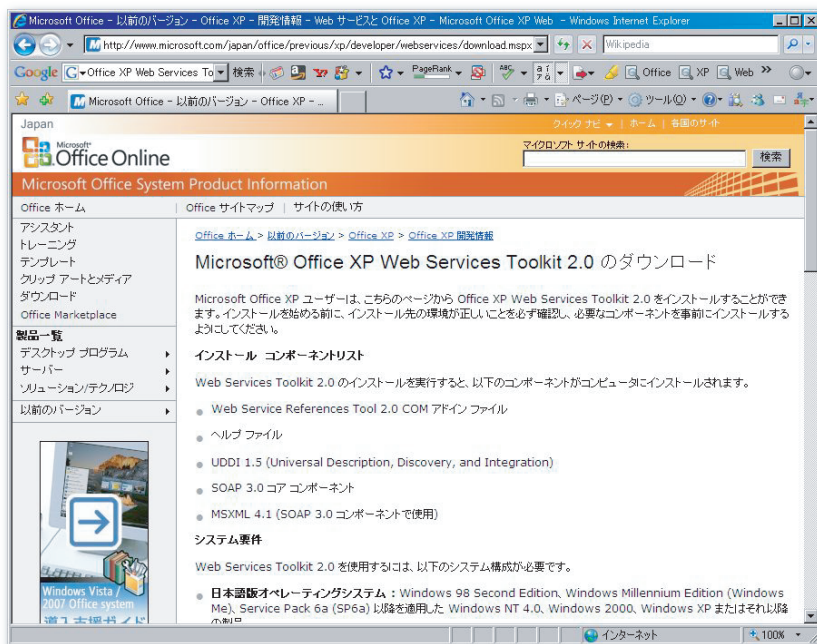 Microsoft Office - 以前のバージョン - Office XP - 開発情報 - Web サービスと Office XP - Microsoft Office XP Web - Windows Internet Explorer
http://www.microsoft.com/japan/office/previous/xp/developer/webservices/download.mspx
Wikipedia
Google
Office XP Web Services To
検索
PageRank
Office
XP
Web
Microsoft Office - 以前のバージョン - Office XP - ...
ページ(P)
ツール(O)
Japan
クイック ナビ | ホーム | 各国のサイト
Microsoft
Office Online
マイクロソフト サイトの検索:
検索
Microsoft Office System Product Information
Office ホーム | Office サイトマップ | サイトの使い方
アシスタント
トレーニング
テンプレート
クリップ アートとメディア
ダウンロード
Office Marketplace
製品一覧
デスクトップ プログラム
サーバー
ソリューション/テクノロジ
以前のバージョン
Windows Vista /
2007 Office system
導入支援ガイド
Office ホーム > 以前のバージョン > Office XP > Office XP 開発情報
Microsoft® Office XP Web Services Toolkit 2.0 のダウンロード
Microsoft Office XP ユーザーは、こちらのページから Office XP Web Services Toolkit 2.0 をインストールすることができ
ます。インストールを始める前に、インストール先の環境が正しいことを必ず確認し、必要なコンポーネントを事前にインストールする
ようにしてください。
インストール コンポーネントリスト
Web Services Toolkit 2.0 のインストールを実行すると、以下のコンポーネントがコンピュータにインストールされます。
Web Service References Tool 2.0 COM アドイン ファイル
ヘルプ ファイル
UDDI 1.5 (Universal Description, Discovery, and Integration)
SOAP 3.0 コア コンポーネント
MSXML 4.1 (SOAP 3.0 コンポーネントで使用)
システム要件
Web Services Toolkit 2.0 を使用するには、以下のシステム構成が必要です。
日本語版オペレーティングシステム : Windows 98 Second Edition、Windows Millennium Edition (Windows
Me)、Service Pack 6a (SP6a) 以降を適用した Windows NT 4.0、Windows 2000、Windows XP またはそれ以降
の製品
インターネット
100%